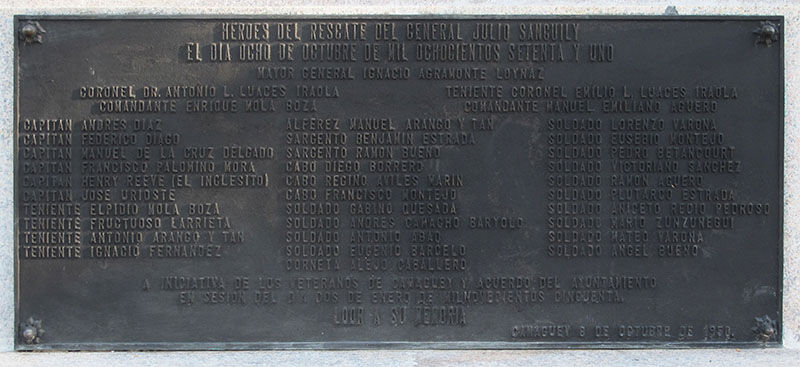 HEROES DEL RESCATE DEL GENERAL JULIO SANGUILY
EL DIA OCHO DE OCTUBRE DE MIL OCHOCIENTOS SETENTA Y UNO
MAYOR GENERAL IGNACIO AGRAMONTE LOYNAZ
CORONEL DR. ANTONIO L. LUACES IRAOLA
TENIENTE CORONEL EMILIO L. LUACES IRAOLA
COMANDANTE ENRIQUE MOLA BOZA
COMANDANTE MANUEL EMILIANO AGUERO
CAPITAN ANDRES DIAZ
CAPITAN FEDERICO DIAGO
CAPITAN MANUEL DE LA CRUZ DELGADO
CAPITAN FRANCISCO PALOMINO MORA
CAPITAN HENRY REEVE (EL INGLESITO)
CAPITAN JOSE URIOSTE
TENIENTE ELPIDIO MOLA BOZA
TENIENTE FRUCTUOSO LARRIETA
TENIENTE ANTONIO ARANGO Y TAN
TENIENTE IGNACIO FERNANDEZ
ALFEREZ MANUEL ARANGO Y TAN
SARGENTO BENJAMIN ESTRADA
SARGENTO RAMON BUENO
CABO DIEGO BORRERO
CABO REGINO AVILES MARIN
CABO FRANCISCO MONTEJO
SOLDADO GABINO QUESADA
SOLDADO ANDRES CAMACHO BARTOLO
SOLDADO ANTONIO ABAD
SOLDADO EUGENIO BARCELO
CORNETA ALEJO CABALLERO
SOLDADO LORENZO VARONA
SOLDADO EUSEBIO MONTEJO
SOLDADO PEDRO BETANCOURT
SOLDADO VICTORIANO SANCHEZ
SOLDADO RAMON AGUERO
SOLDADO PLUTARCO ESTRADA
SOLDADO ANICETO RECIO PEDROSO
SOLDADO MARIO ZUNZUNEGUI
SOLDADO MATEO VARONA
SOLDADO ANGEL BUENO
A INICIATIVA DE LOS VETERANOS DE CAMAGUEY Y ACUERDO DEL AYUNTAMIENTO
EN SESION DEL DIA DOS DE ENERO DE MILNOVECIENTOS CINCUENTA.
LOOR A SU MEMORIA
CAMAGUEY 8 DE OCTUBRE DE 1950.